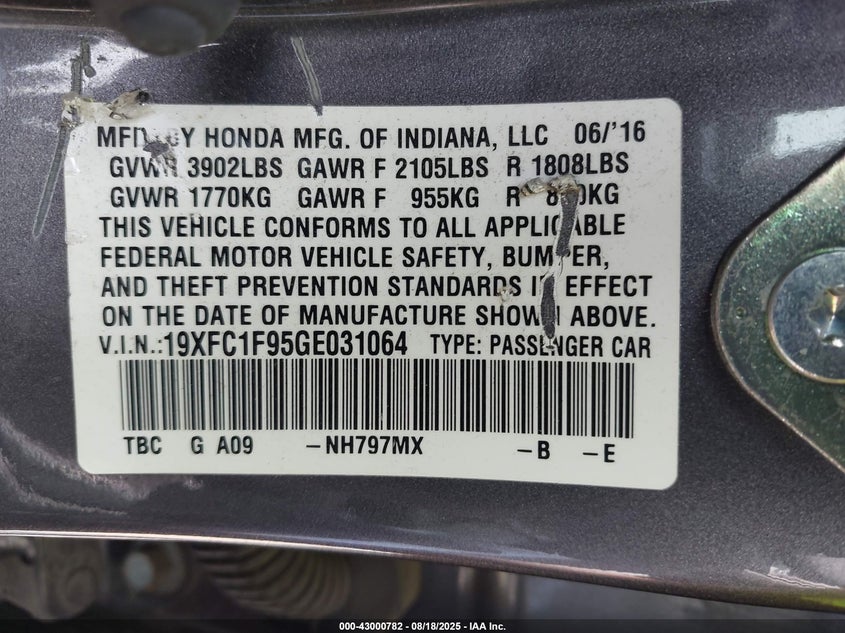 MFD BY HONDA MFG. OF INDIANA, LLC 06/'16
GVWR 3902LBS GAWR F 2105LBS R 1808LBS
GVWR 1770KG GAWR F 955KG R
THIS VEHICLE CONFORMS TO ALL APPLICABLE
FEDERAL MOTOR VEHICLE SAFETY, BUMPER,
AND THEFT PREVENTION STANDARDS IN EFFECT
ON THE DATE OF MANUFACTURE SHOWN ABOVE.
V.I.N.:19XFC1F95GE031064 TYPE: PASSENGER CAR
TBC G A09 -NH797MX -B -E
000-43000782 - 08/18/2025 - IAA Inc.